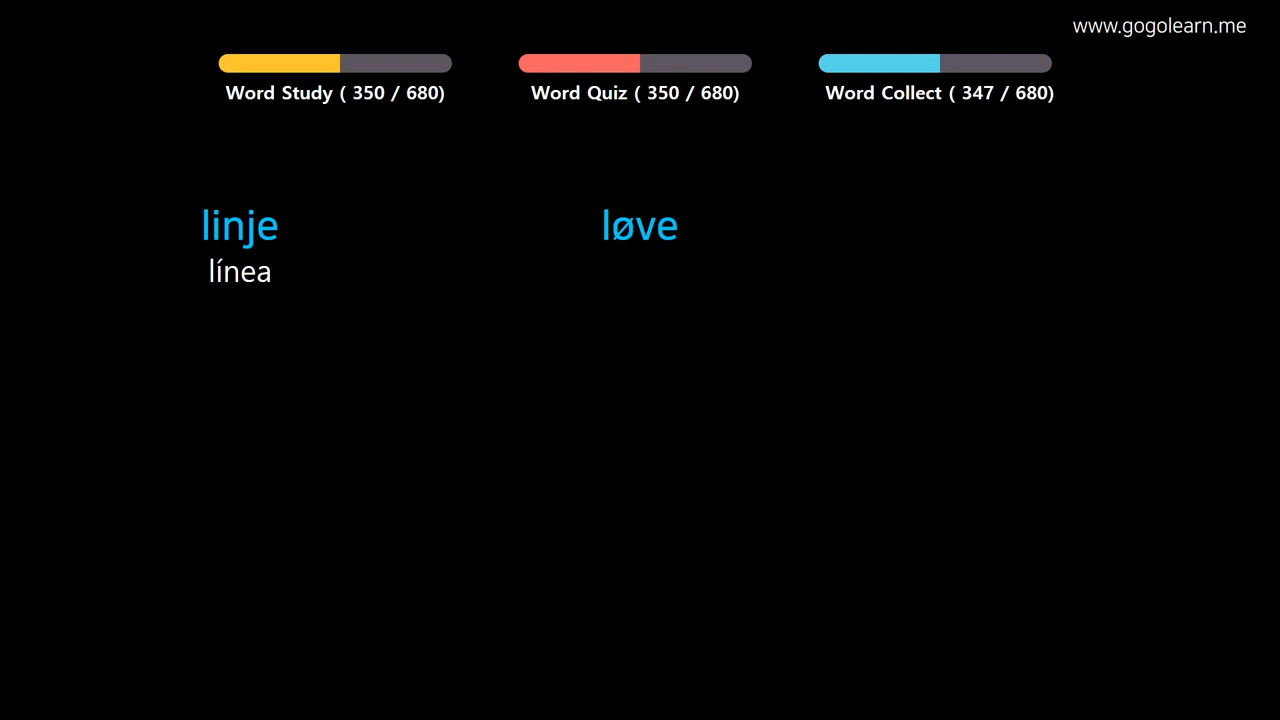 www.gogolearn.me
Word Study ( 350 / 680)
Word Quiz ( 350 / 680)
Word Collect ( 347 / 680)
linje
línea
løve